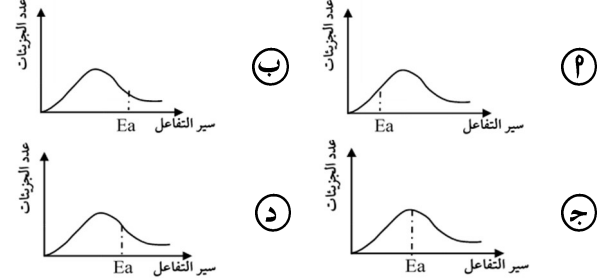 أ
عدد الجزيئات
Ea
سير التفاعل
ب
عدد الجزيئات
Ea
سير التفاعل
ج
عدد الجزيئات
Ea
سير التفاعل
د
عدد الجزيئات
Ea
سير التفاعل